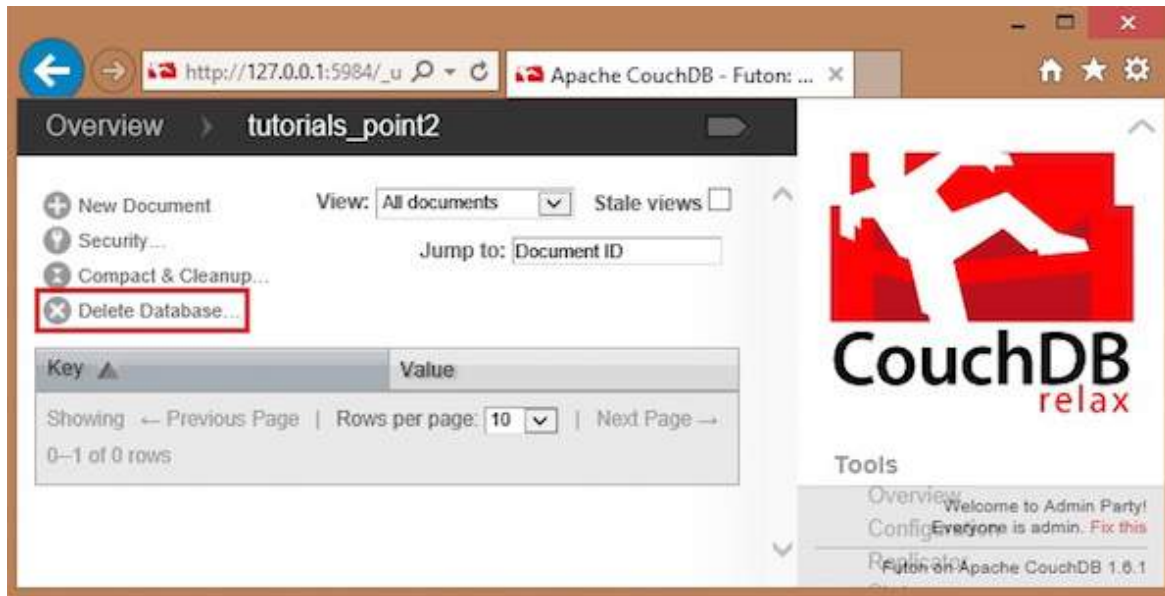 http://127.0.0.1:5984/_u
Apache CouchDB - Futon: ...
Overview
tutorials_point2
New Document
View: All documents
Stale views
Security...
Jump to: Document ID
Compact & Cleanup...
Delete Database...
Key
Value
Showing ← Previous Page | Rows per page: 10 | Next Page →
0–1 of 0 rows
CouchDB
relax
Tools
Overview
Welcome to Admin Party!
Configuration
Everyone is admin. Fix this
Replicator
Futon on Apache CouchDB 1.6.1